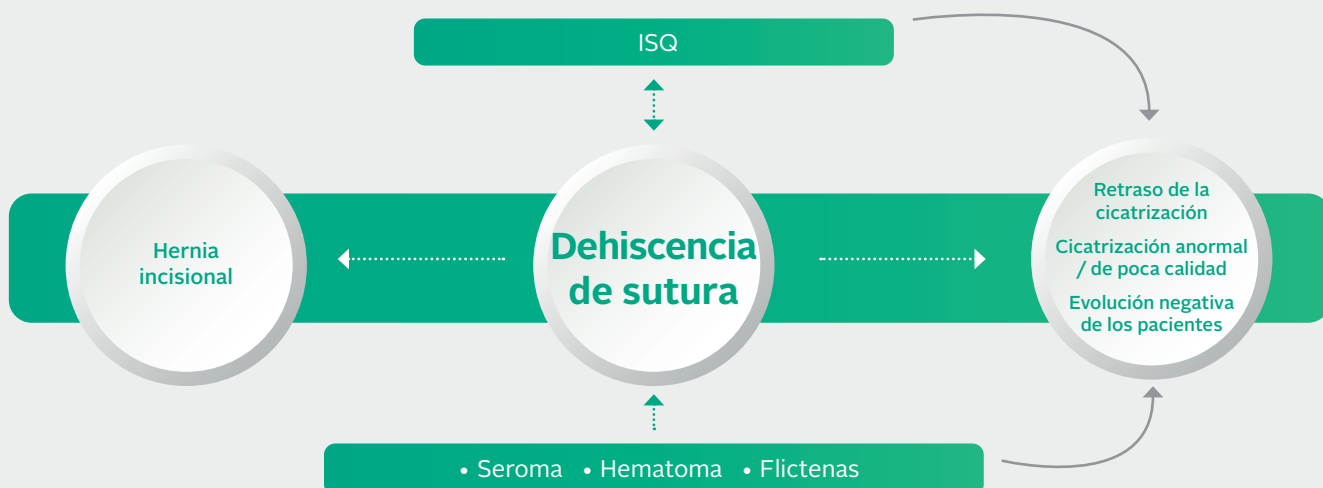 ISQ
Hernia
incisional
Dehiscencia
de sutura
Retraso de la
cicatrización
Cicatrización anormal
/ de poca calidad
Evolución negativa
de los pacientes
• Seroma • Hematoma • Flictenas